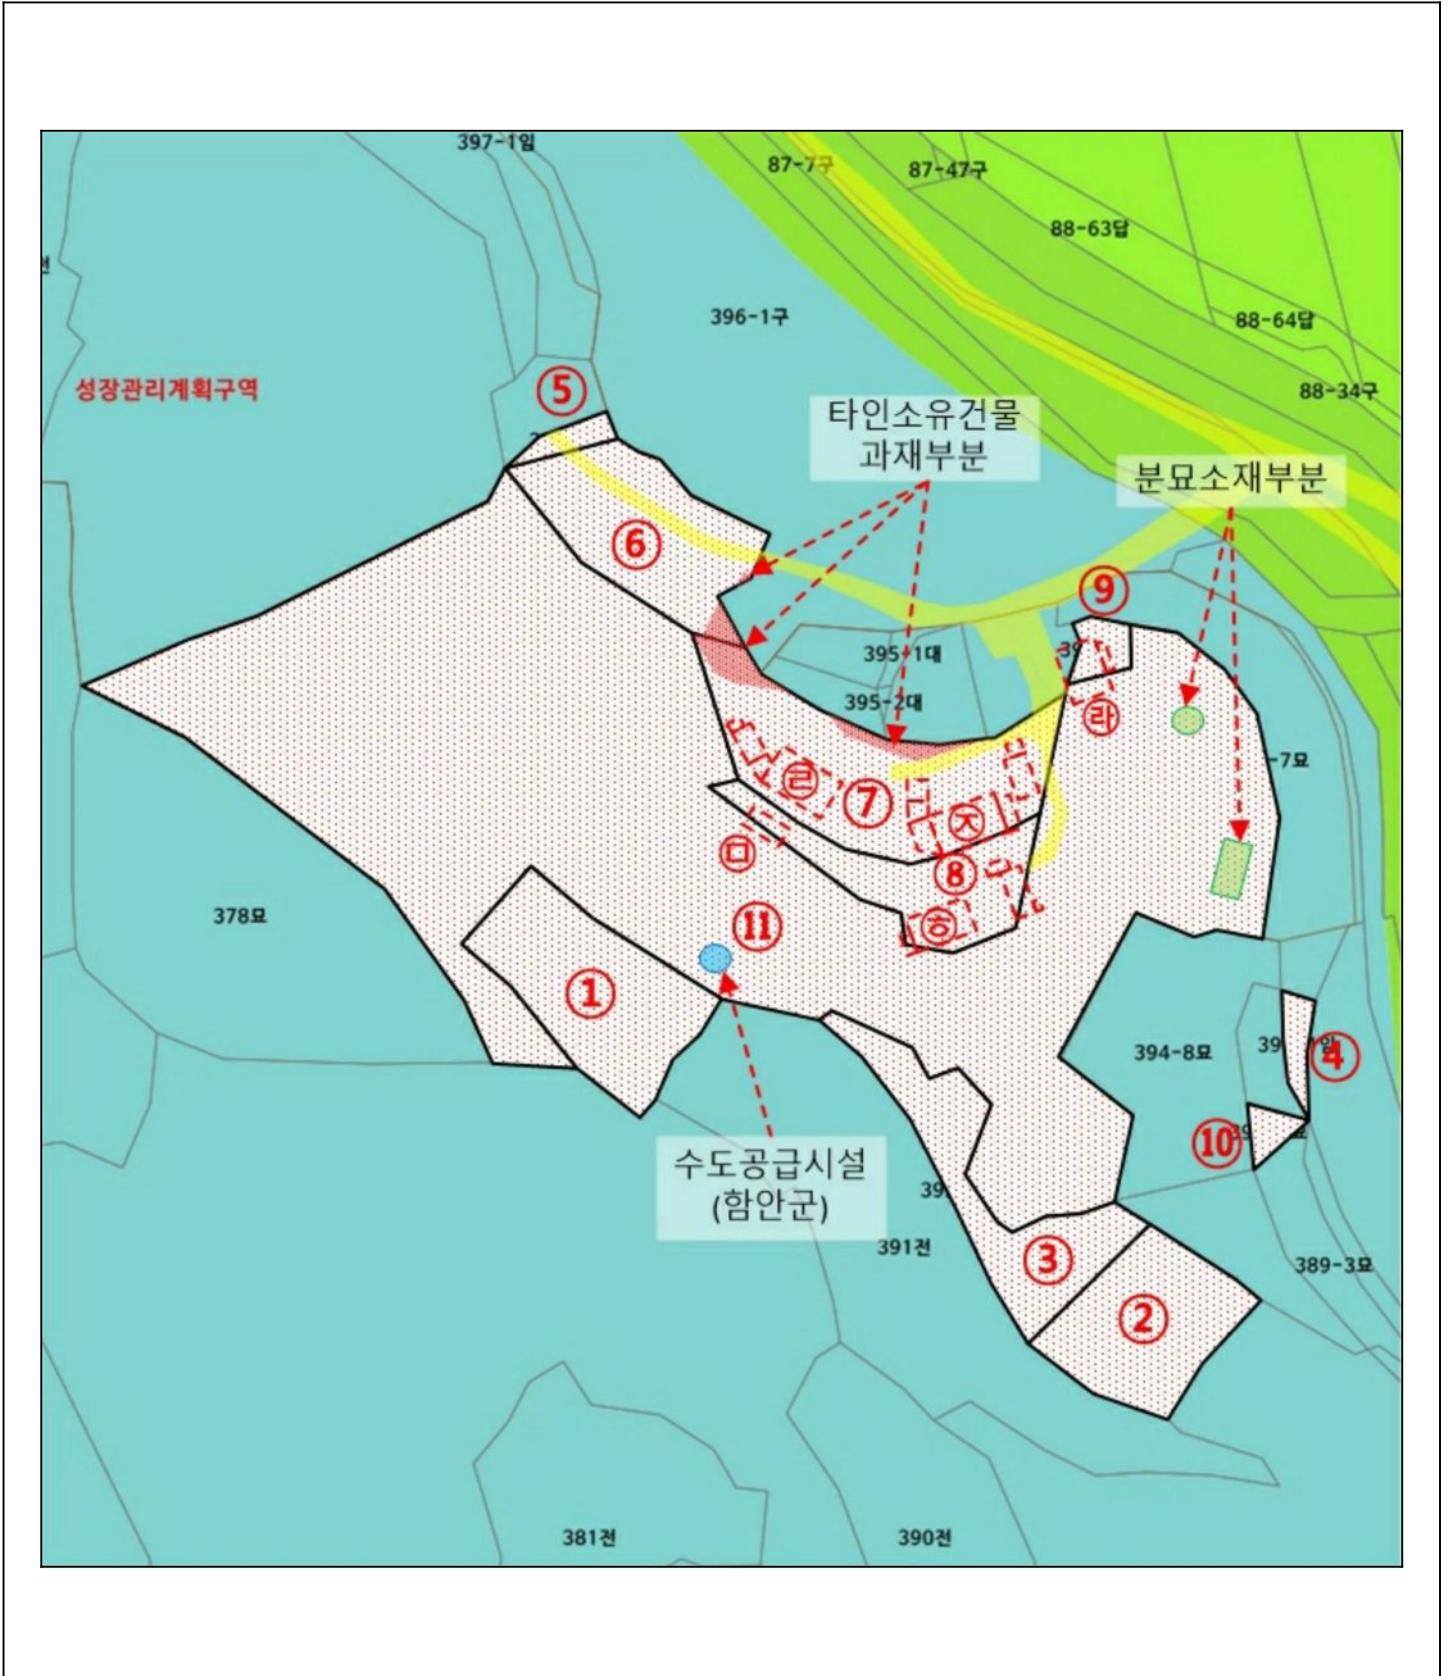 397-1임
87-7구
87-47구
88-63답
396-1구
88-64답
성장관리계획구역
88-34구
⑤
타인소유건물
과재부분
분묘소재부분
⑥
⑨
395-1대
395-2대
㉣
-7묘
㉣
⑦
㉨
㉤
⑧
378묘
⑪
㉭
①
394-8묘
④
⑩
수도공급시설
(함안군)
391전
③
389-3묘
②
381전
390전